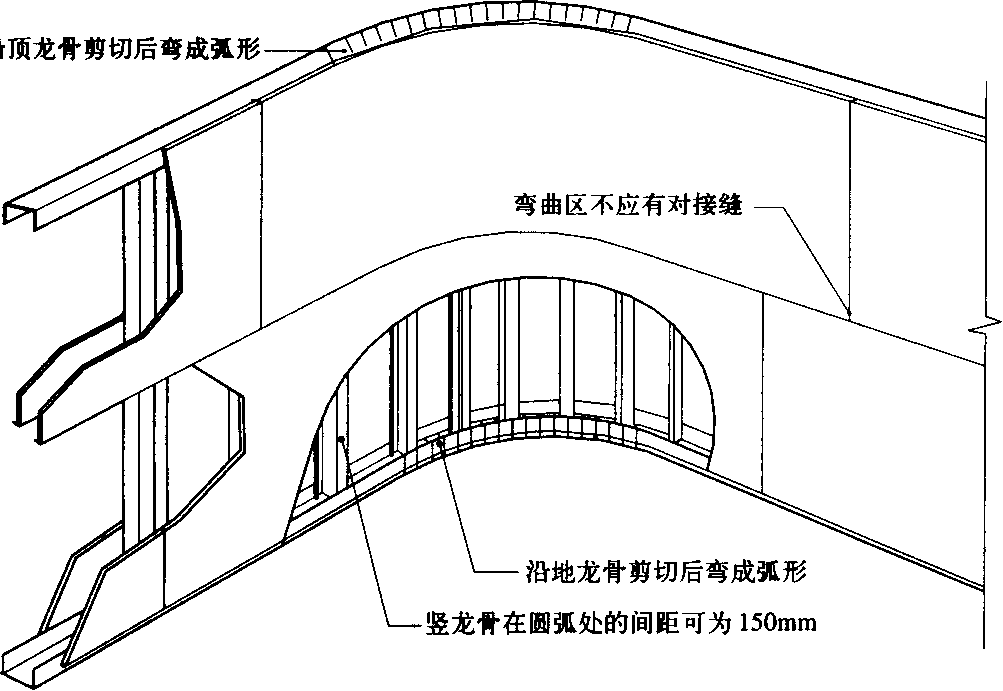 沿顶龙骨剪切后弯成弧形
弯曲区不应有对接缝
沿地龙骨剪切后弯成弧形
竖龙骨在圆弧处的间距可为150mm